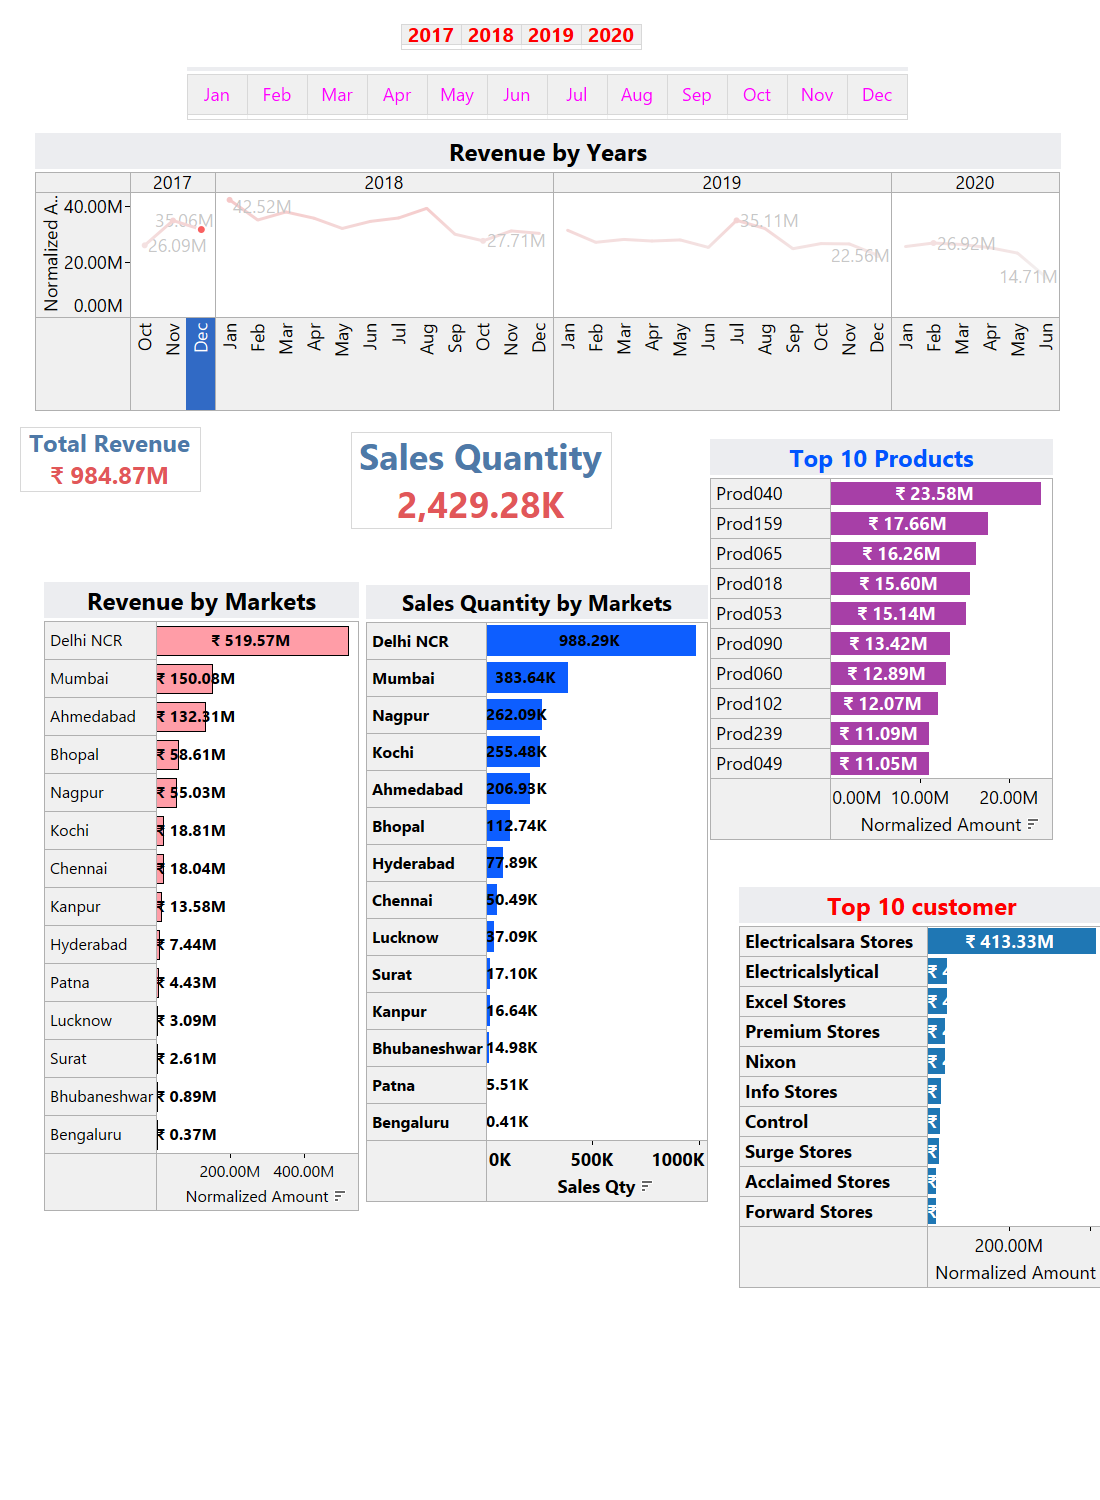 2017 2018 2019 2020
Jan Feb Mar Apr May Jun Jul Aug Sep Oct Nov Dec
Revenue by Years
2017 2018 2019 2020
Normalized A..
40.00M
20.00M
0.00M
35.06M
26.09M
42.52M
27.71M
35.11M
22.56M
26.92M
14.71M
Oct Nov Dec Jan Feb Mar Apr May Jun Jul Aug Sep Oct Nov Dec Jan Feb Mar Apr May Jun Jul Aug Sep Oct Nov Dec Jan Feb Mar Apr May Jun
Total Revenue
₹ 984.87M
Sales Quantity
2,429.28K
Top 10 Products
Prod040 ₹ 23.58M
Prod159 ₹ 17.66M
Prod065 ₹ 16.26M
Prod018 ₹ 15.60M
Prod053 ₹ 15.14M
Prod090 ₹ 13.42M
Prod060 ₹ 12.89M
Prod102 ₹ 12.07M
Prod239 ₹ 11.09M
Prod049 ₹ 11.05M
0.00M 10.00M 20.00M
Normalized Amount
Revenue by Markets
Delhi NCR ₹ 519.57M
Mumbai ₹ 150.08M
Ahmedabad ₹ 132.31M
Bhopal ₹ 58.61M
Nagpur ₹ 55.03M
Kochi ₹ 18.81M
Chennai ₹ 18.04M
Kanpur ₹ 13.58M
Hyderabad ₹ 7.44M
Patna ₹ 4.43M
Lucknow ₹ 3.09M
Surat ₹ 2.61M
Bhubaneshwar ₹ 0.89M
Bengaluru ₹ 0.37M
200.00M 400.00M
Normalized Amount
Sales Quantity by Markets
Delhi NCR 988.29K
Mumbai 383.64K
Nagpur 262.09K
Kochi 255.48K
Ahmedabad 206.93K
Bhopal 112.74K
Hyderabad 77.89K
Chennai 50.49K
Lucknow 37.09K
Surat 17.10K
Kanpur 16.64K
Bhubaneshwar 14.98K
Patna 5.51K
Bengaluru 0.41K
0K 500K 1000K
Sales Qty
Top 10 customer
Electricalsara Stores ₹ 413.33M
Electricalslytical ₹
Excel Stores ₹
Premium Stores ₹
Nixon ₹
Info Stores ₹
Control ₹
Surge Stores ₹
Acclaimed Stores ₹
Forward Stores ₹
200.00M
Normalized Amount